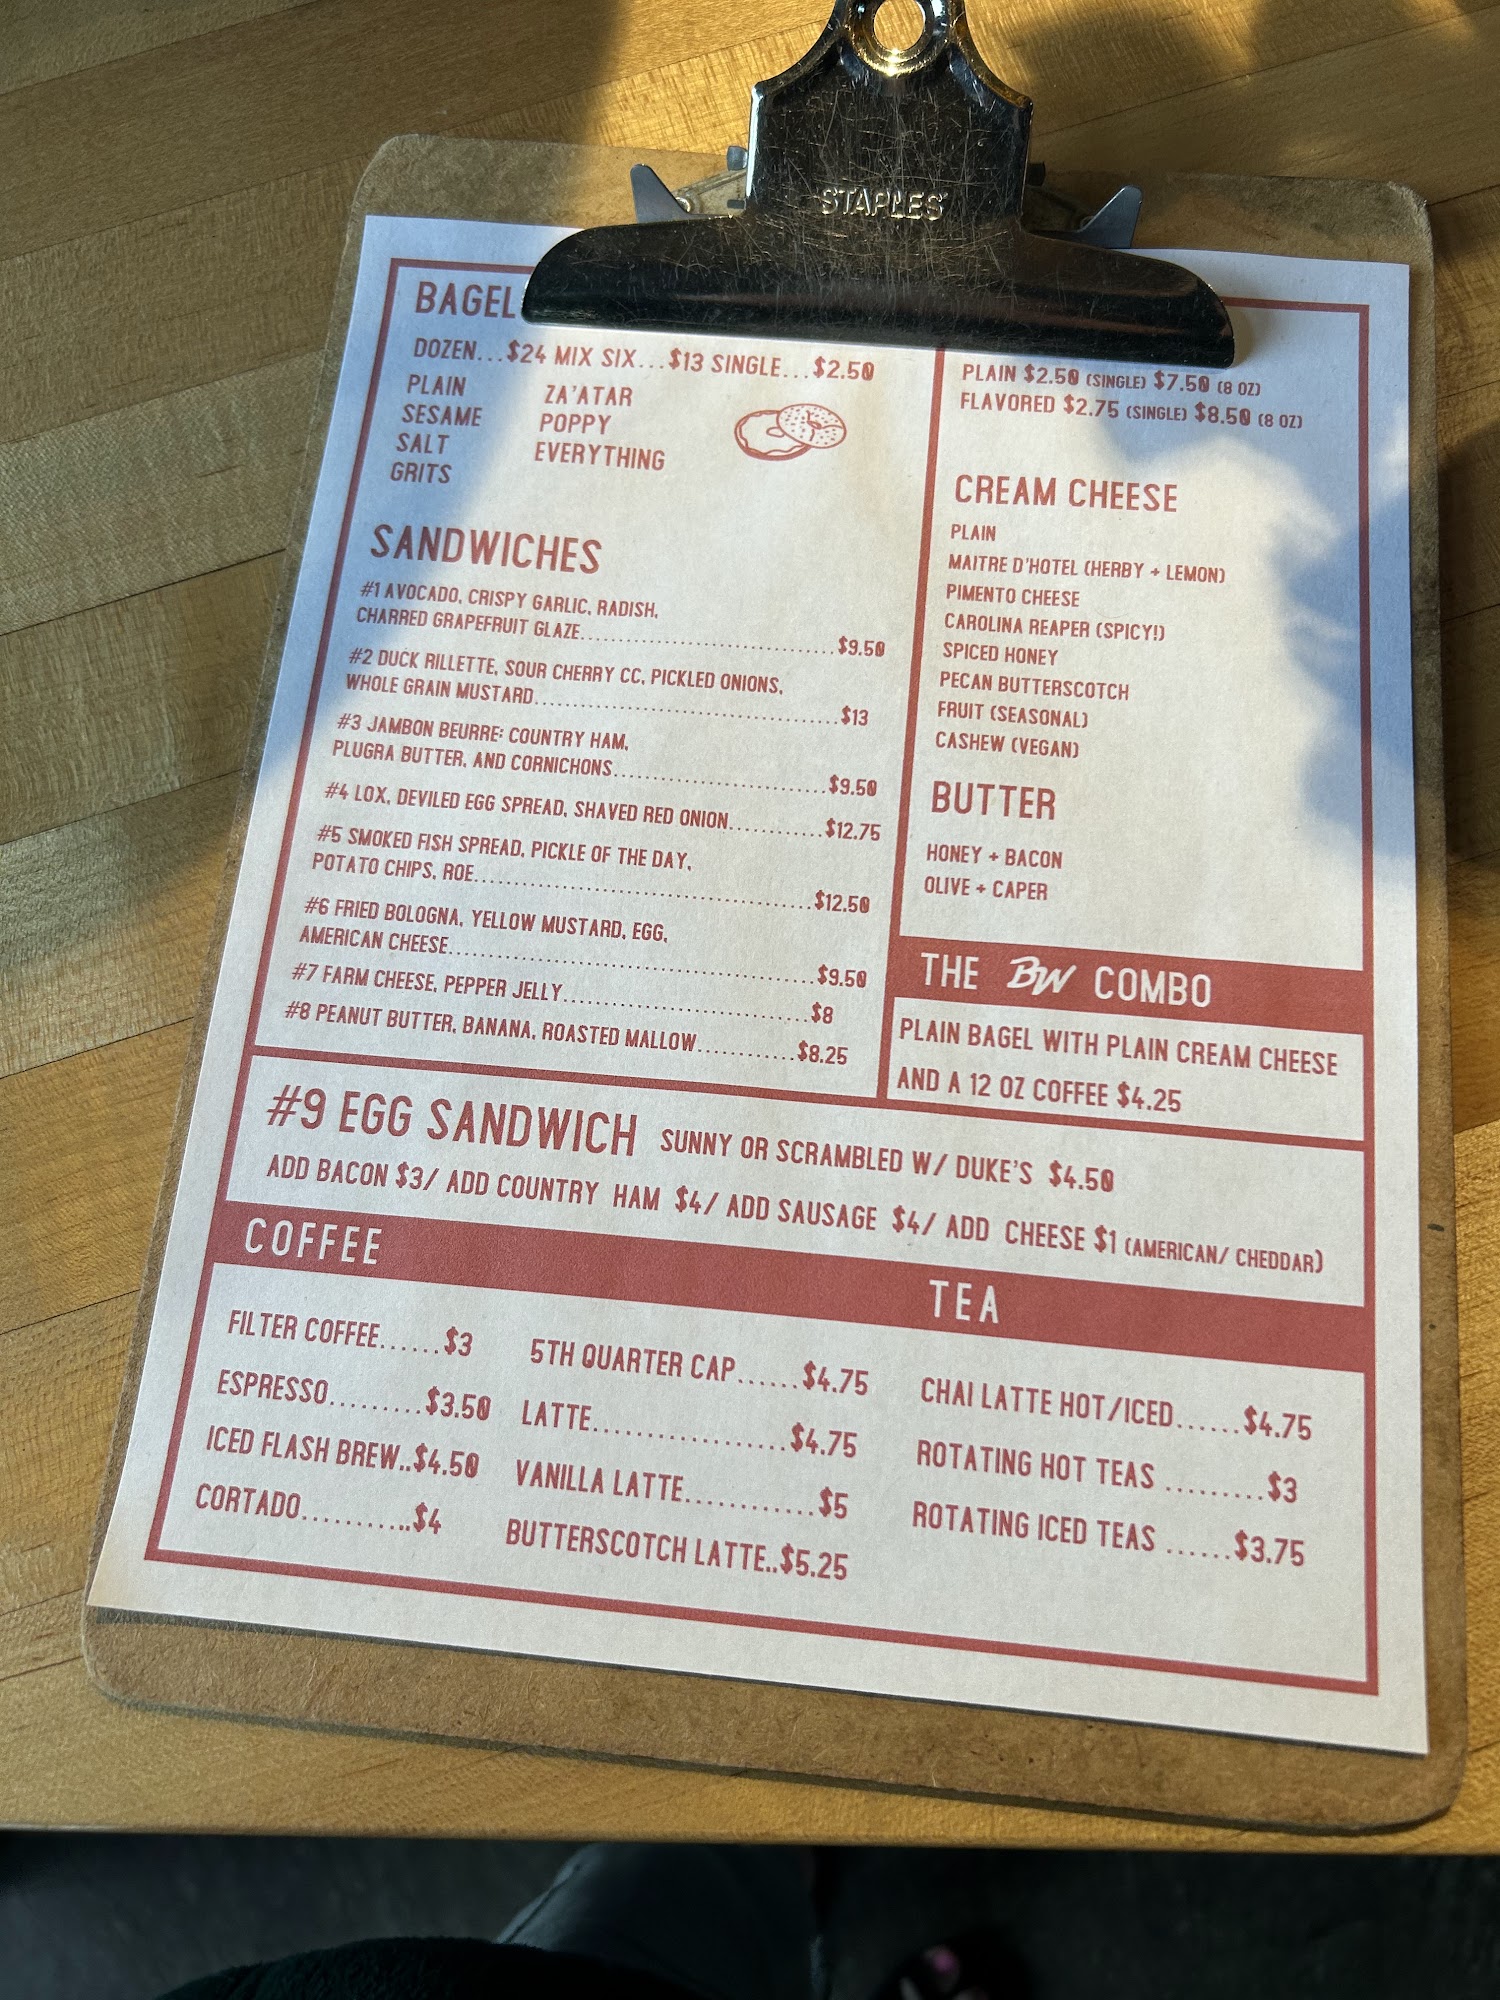 STAPLES
BAGEL
DOZEN...$24 MIX SIX...$13 SINGLE...$2.50
PLAIN
SESAME
SALT
GRITS
ZA'ATAR
POPPY
EVERYTHING
SANDWICHES
#1 AVOCADO, CRISPY GARLIC, RADISH,
CHARRED GRAPEFRUIT GLAZE................................$9.50
#2 DUCK RILLETTE, SOUR CHERRY CC, PICKLED ONIONS,
WHOLE GRAIN MUSTARD.......................................$13
#3 JAMBON BEURRE: COUNTRY HAM,
PLUGRA BUTTER, AND CORNICHONS...........................$9.50
#4 LOX, DEVILED EGG SPREAD, SHAVED RED ONION............$12.75
#5 SMOKED FISH SPREAD, PICKLE OF THE DAY,
POTATO CHIPS, ROE...........................................$12.50
#6 FRIED BOLOGNA, YELLOW MUSTARD, EGG,
AMERICAN CHEESE...............................................$9.50
#7 FARM CHEESE, PEPPER JELLY................................$8
#8 PEANUT BUTTER, BANANA, ROASTED MALLOW............$8.25
PLAIN $2.50 (SINGLE) $7.50 (8 OZ)
FLAVORED $2.75 (SINGLE) $8.50 (8 OZ)
CREAM CHEESE
PLAIN
MAITRE D'HOTEL (HERBY + LEMON)
PIMENTO CHEESE
CAROLINA REAPER (SPICY!)
SPICED HONEY
PECAN BUTTERSCOTCH
FRUIT (SEASONAL)
CASHEW (VEGAN)
BUTTER
HONEY + BACON
OLIVE + CAPER
THE BW COMBO
PLAIN BAGEL WITH PLAIN CREAM CHEESE
AND A 12 OZ COFFEE $4.25
#9 EGG SANDWICH SUNNY OR SCRAMBLED W/ DUKE'S $4.50
ADD BACON $3/ ADD COUNTRY HAM $4/ ADD SAUSAGE $4/ ADD CHEESE $1 (AMERICAN/ CHEDDAR)
COFFEE
FILTER COFFEE......$3
ESPRESSO.........$3.50
ICED FLASH BREW..$4.50
CORTADO...........$4
5TH QUARTER CAP......$4.75
LATTE..................$4.75
VANILLA LATTE............$5
BUTTERSCOTCH LATTE..$5.25
TEA
CHAI LATTE HOT/ICED......$4.75
ROTATING HOT TEAS .........$3
ROTATING ICED TEAS ......$3.75